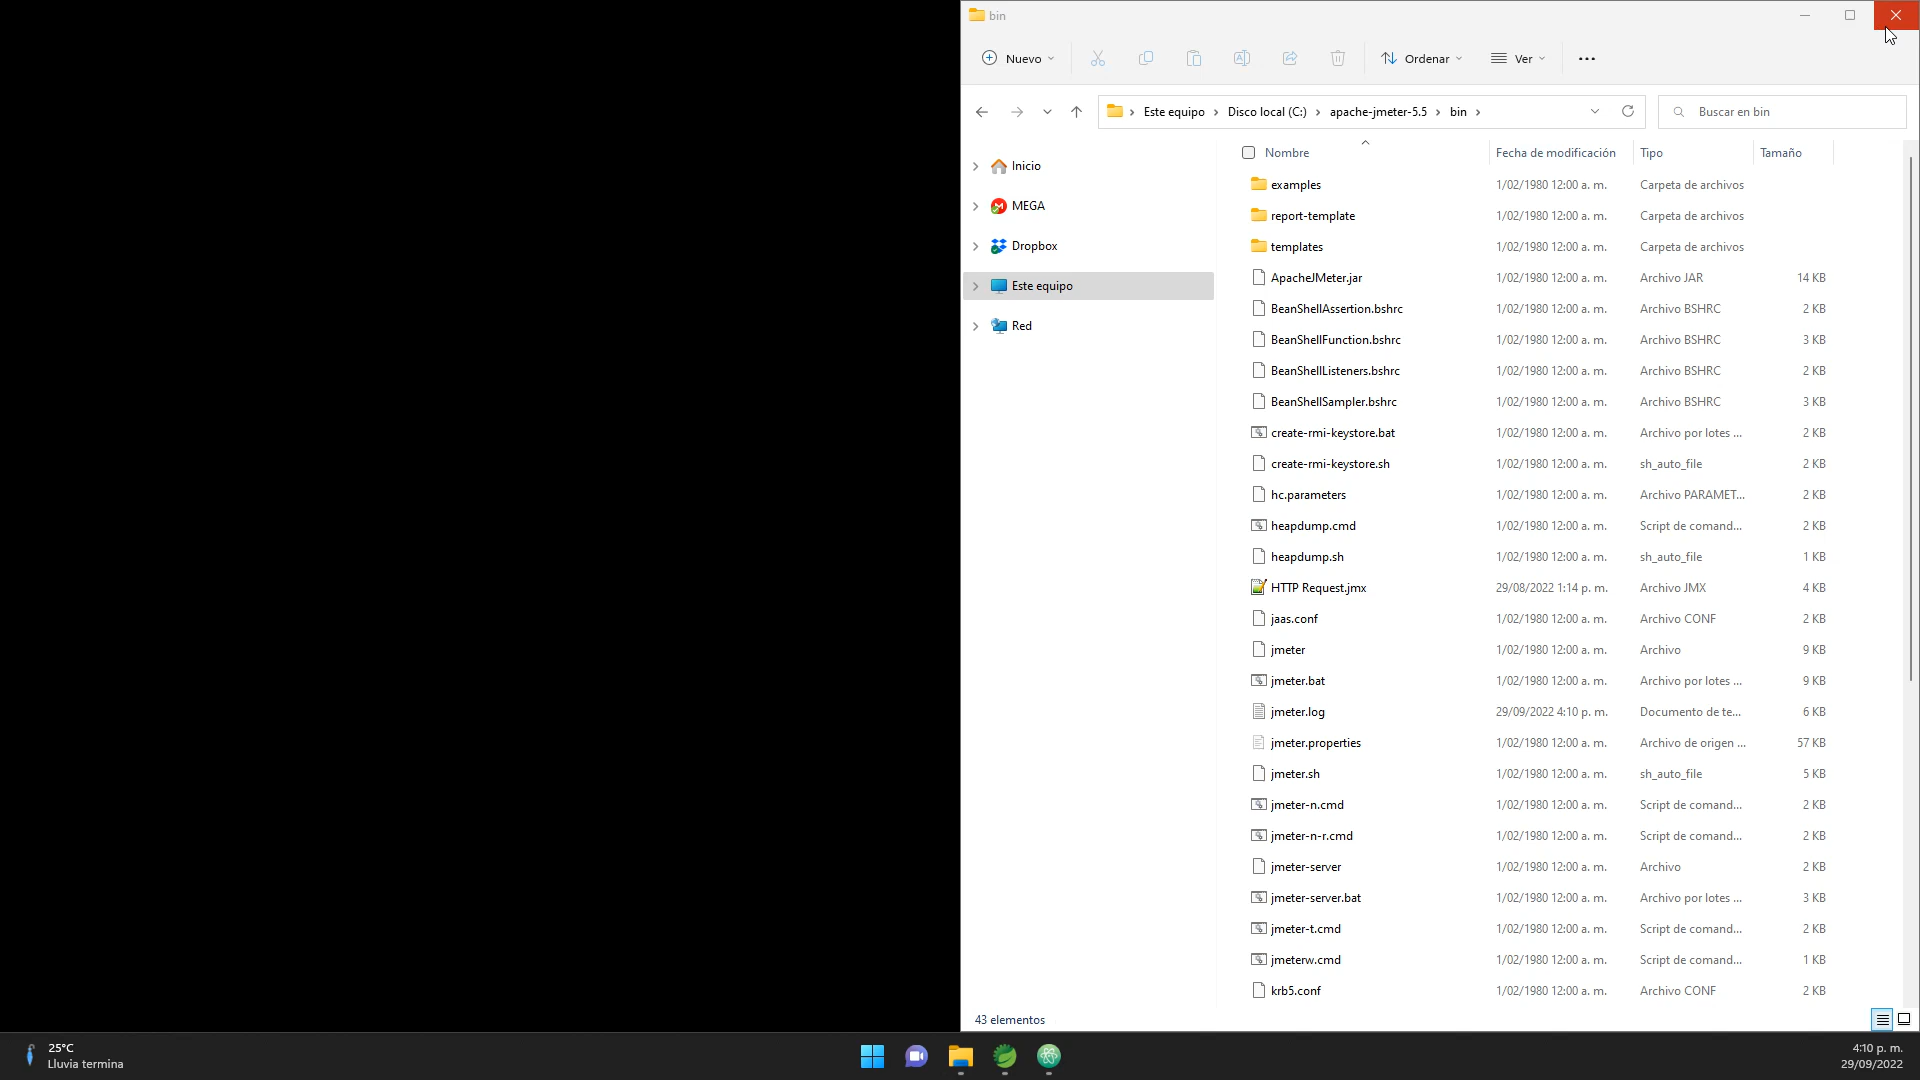 bin
Nuevo
Ordenar
Ver
Este equipo
Disco local (C:)
apache-jmeter-5.5
bin
Buscar en bin
Inicio
MEGA
Dropbox
Este equipo
Red
Nombre Fecha de modificación Tipo Tamaño
examples 1/02/1980 12:00 a. m. Carpeta de archivos
report-template 1/02/1980 12:00 a. m. Carpeta de archivos
templates 1/02/1980 12:00 a. m. Carpeta de archivos
ApacheJMeter.jar 1/02/1980 12:00 a. m. Archivo JAR 14 KB
BeanShellAssertion.bshrc 1/02/1980 12:00 a. m. Archivo BSHRC 2 KB
BeanShellFunction.bshrc 1/02/1980 12:00 a. m. Archivo BSHRC 3 KB
BeanShellListeners.bshrc 1/02/1980 12:00 a. m. Archivo BSHRC 2 KB
BeanShellSampler.bshrc 1/02/1980 12:00 a. m. Archivo BSHRC 3 KB
create-rmi-keystore.bat 1/02/1980 12:00 a. m. Archivo por lotes ... 2 KB
create-rmi-keystore.sh 1/02/1980 12:00 a. m. sh_auto_file 2 KB
hc.parameters 1/02/1980 12:00 a. m. Archivo PARAMET... 2 KB
heapdump.cmd 1/02/1980 12:00 a. m. Script de comand... 2 KB
heapdump.sh 1/02/1980 12:00 a. m. sh_auto_file 1 KB
HTTP Request.jmx 29/08/2022 1:14 p. m. Archivo JMX 4 KB
jaas.conf 1/02/1980 12:00 a. m. Archivo CONF 2 KB
jmeter 1/02/1980 12:00 a. m. Archivo 9 KB
jmeter.bat 1/02/1980 12:00 a. m. Archivo por lotes ... 9 KB
jmeter.log 29/09/2022 4:10 p. m. Documento de te... 6 KB
jmeter.properties 1/02/1980 12:00 a. m. Archivo de origen ... 57 KB
jmeter.sh 1/02/1980 12:00 a. m. sh_auto_file 5 KB
jmeter-n.cmd 1/02/1980 12:00 a. m. Script de comand... 2 KB
jmeter-n-r.cmd 1/02/1980 12:00 a. m. Script de comand... 2 KB
jmeter-server 1/02/1980 12:00 a. m. Archivo 2 KB
jmeter-server.bat 1/02/1980 12:00 a. m. Archivo por lotes ... 3 KB
jmeter-t.cmd 1/02/1980 12:00 a. m. Script de comand... 2 KB
jmeterw.cmd 1/02/1980 12:00 a. m. Script de comand... 1 KB
krb5.conf 1/02/1980 12:00 a. m. Archivo CONF 2 KB
43 elementos
25°C
Lluvia termina
4:10 p. m.
29/09/2022